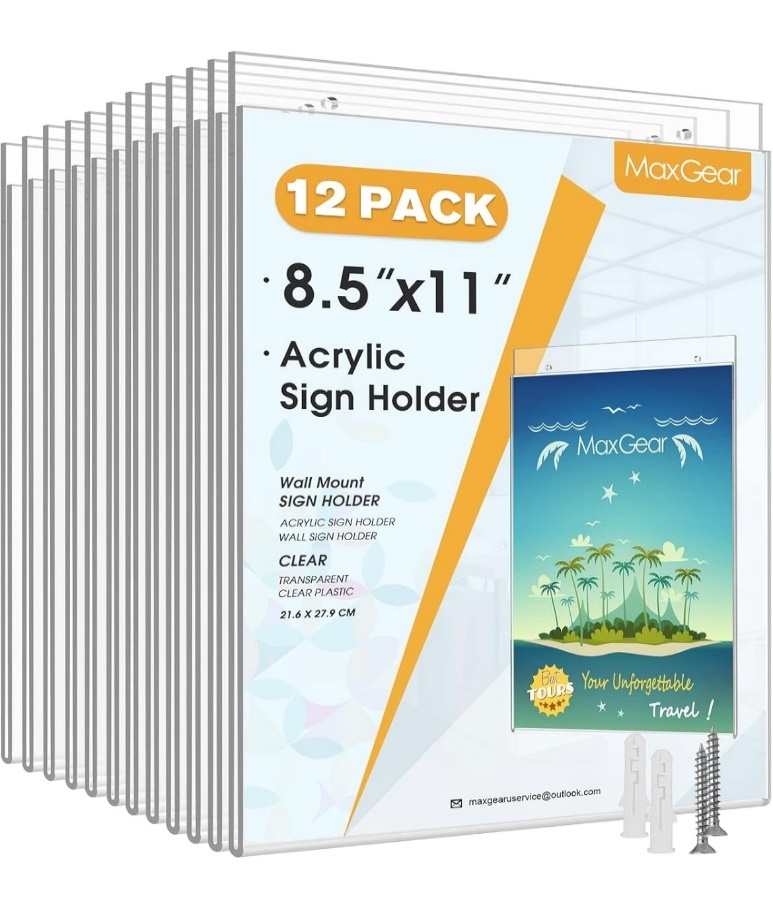 MaxGear
12 PACK
· 8.5"x11"
· Acrylic
Sign Holder
Wall Mount
SIGN HOLDER
ACRYLIC SIGN HOLDER
WALL SIGN HOLDER
CLEAR
TRANSPARENT
CLEAR PLASTIC
21.6 X 27.9 CM
MaxGear
Best
TOURS
Your Unforgettable
Travel !
maxgearuservice@outlook.com